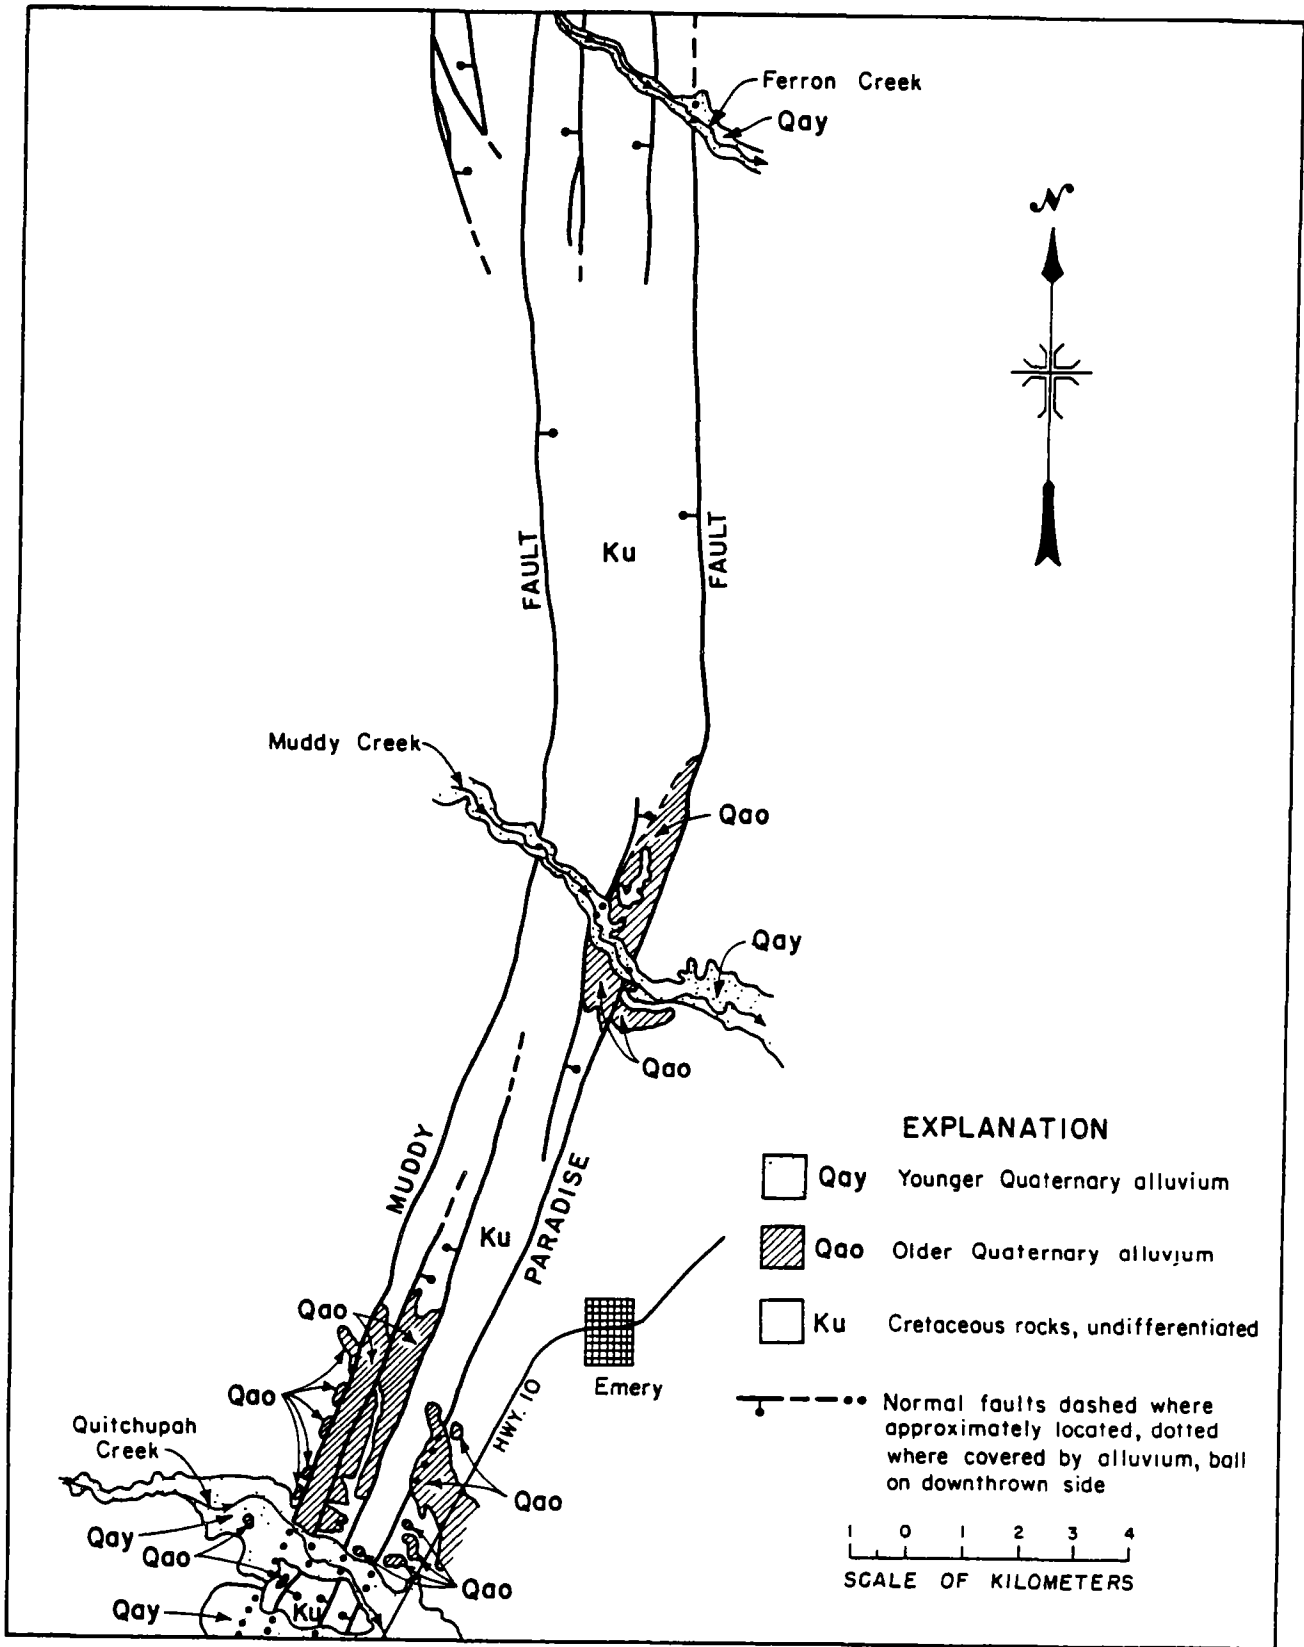 Ferron Creek
Qay
N
FAULT
Ku
FAULT
Muddy Creek
Qao
Qay
Qao
MUDDY
PARADISE
Ku
Qao
Qao
Quitchupah
Creek
Qay
Qao
Qay
Ku
Qao
Qao
HWY. 10
Emery
EXPLANATION
Qay Younger Quaternary alluvium
Qao Older Quaternary alluvium
Ku Cretaceous rocks, undifferentiated
Normal faults dashed where
approximately located, dotted
where covered by alluvium, ball
on downthrown side
1 0 1 2 3 4
SCALE OF KILOMETERS